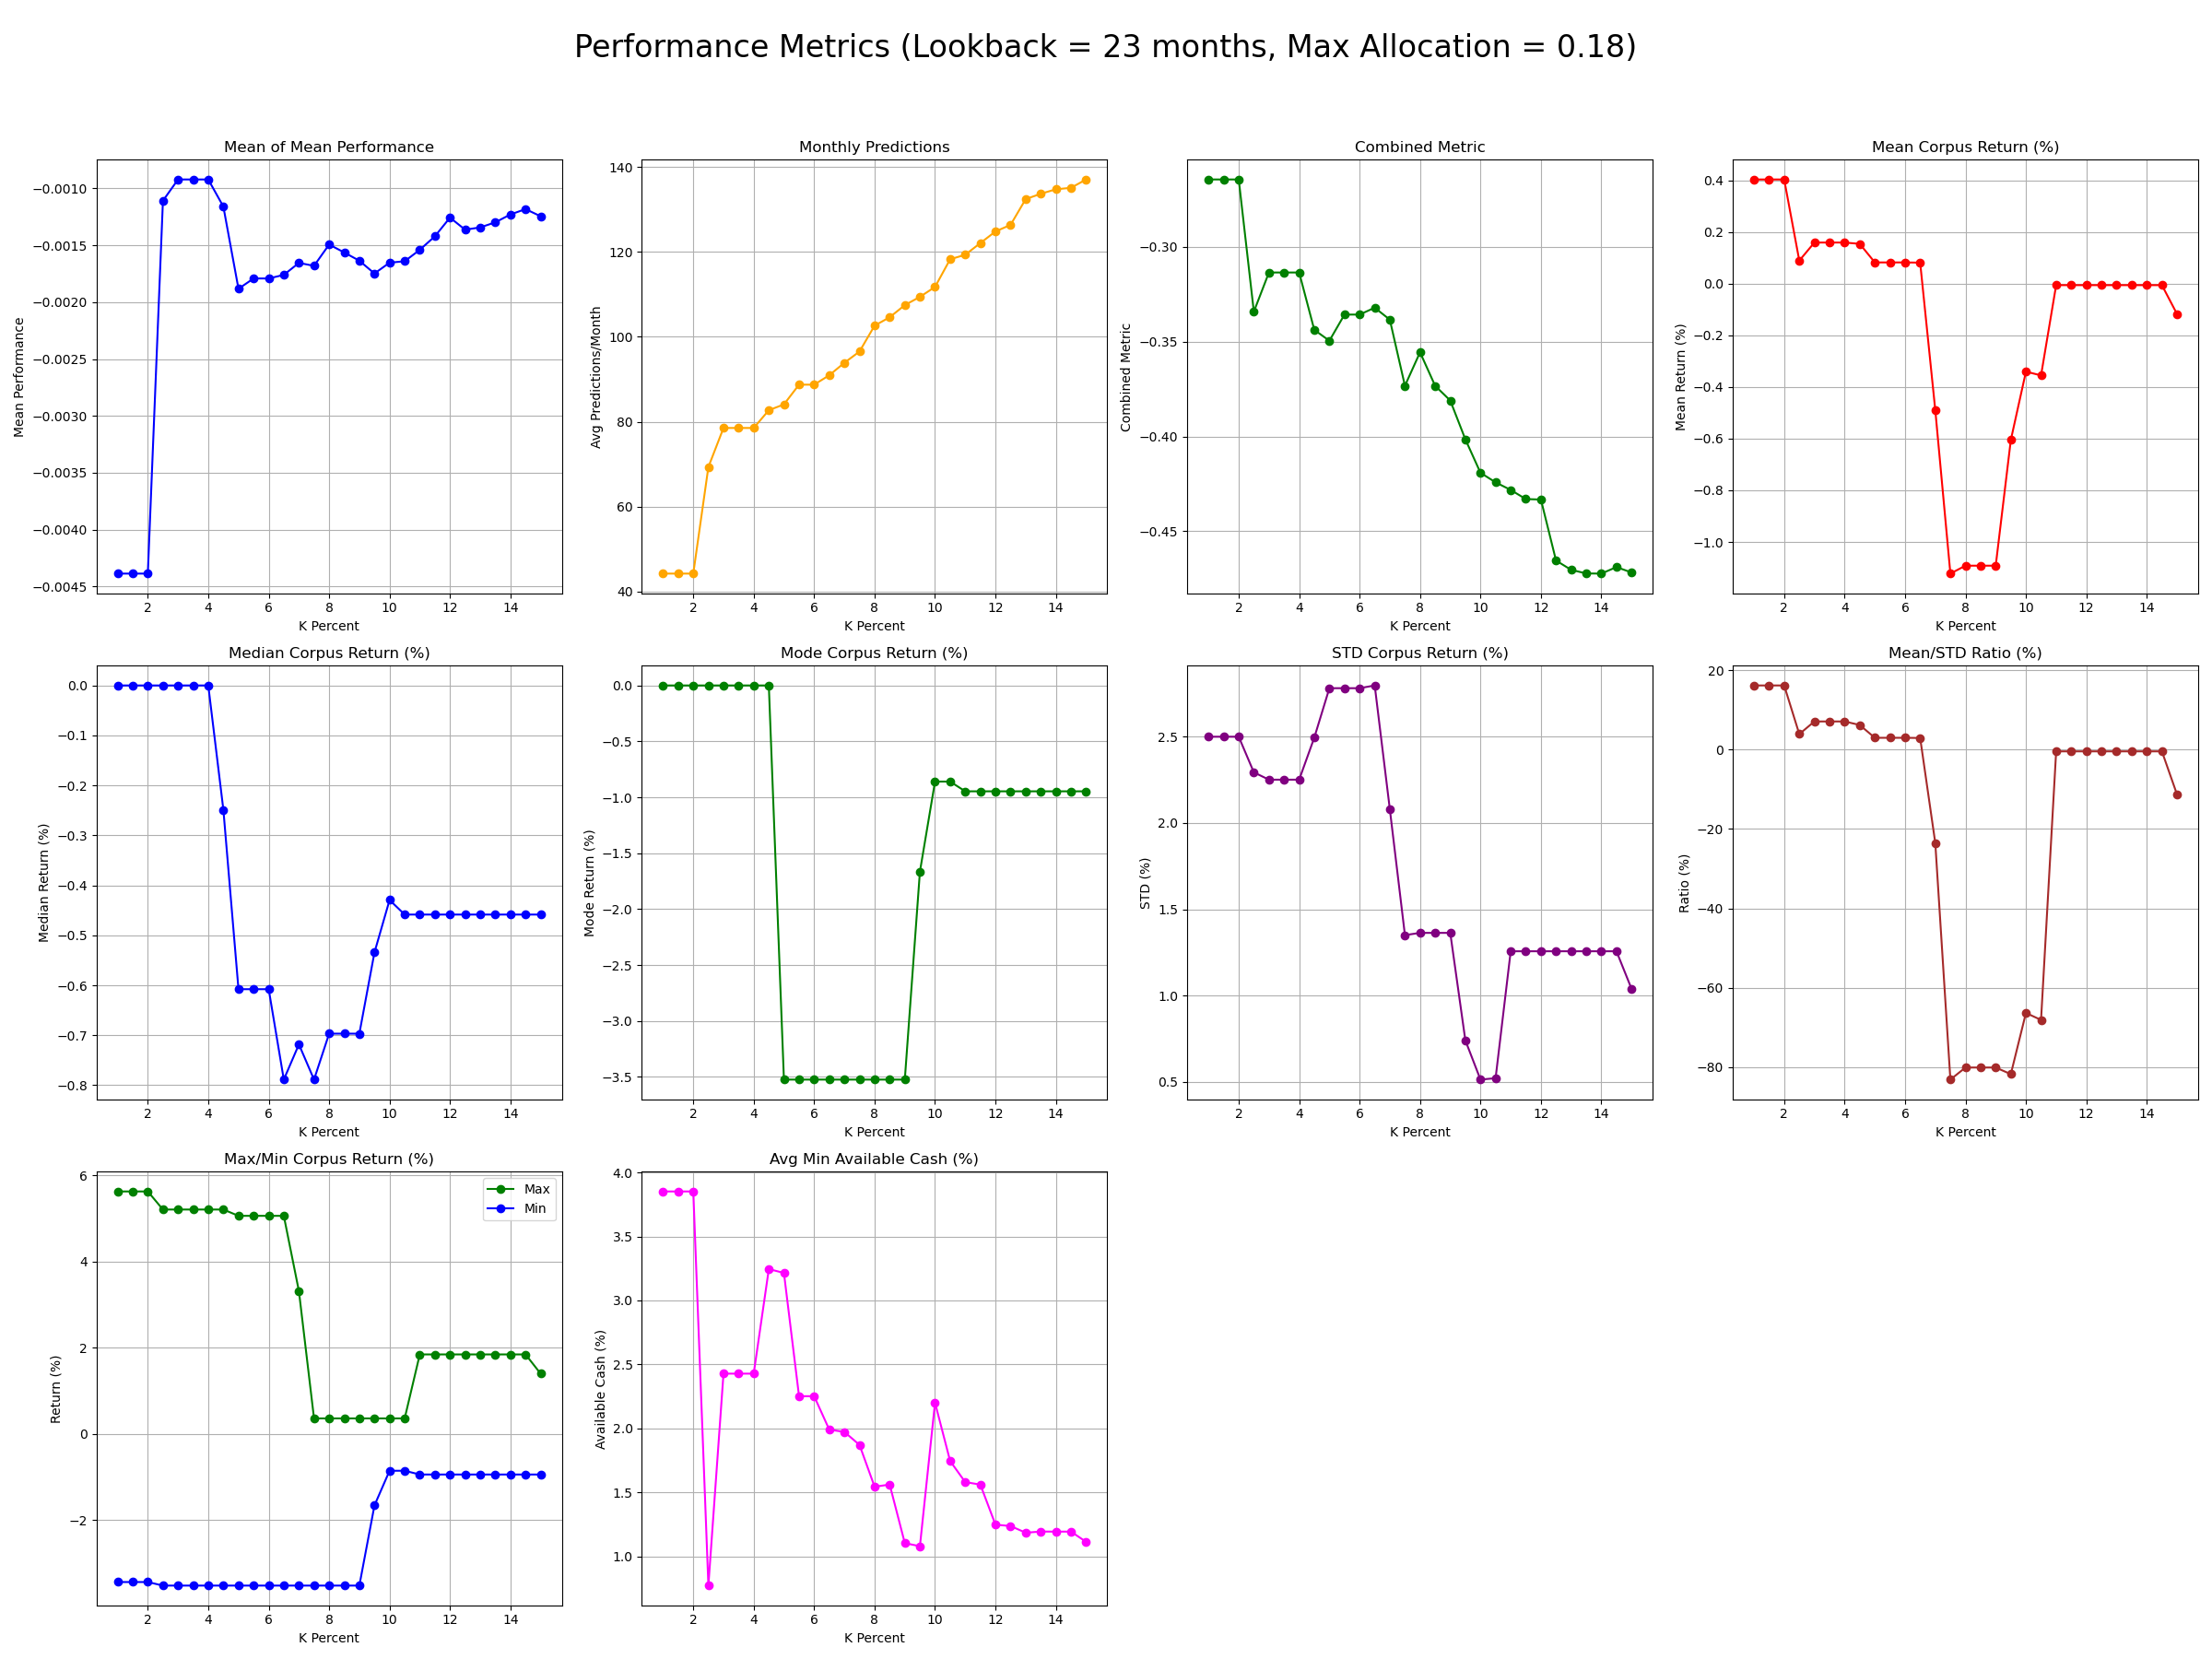 Performance Metrics (Lookback = 23 months, Max Allocation = 0.18)
Mean of Mean Performance
Mean Performance
−0.0010
−0.0015
−0.0020
−0.0025
−0.0030
−0.0035
−0.0040
−0.0045
2 4 6 8 10 12 14
K Percent
Monthly Predictions
Avg Predictions/Month
140
120
100
80
60
40
2 4 6 8 10 12 14
K Percent
Combined Metric
Combined Metric
−0.30
−0.35
−0.40
−0.45
2 4 6 8 10 12 14
K Percent
Mean Corpus Return (%)
Mean Return (%)
0.4
0.2
0.0
−0.2
−0.4
−0.6
−0.8
−1.0
2 4 6 8 10 12 14
K Percent
Median Corpus Return (%)
Median Return (%)
0.0
−0.1
−0.2
−0.3
−0.4
−0.5
−0.6
−0.7
−0.8
2 4 6 8 10 12 14
K Percent
Mode Corpus Return (%)
Mode Return (%)
0.0
−0.5
−1.0
−1.5
−2.0
−2.5
−3.0
−3.5
2 4 6 8 10 12 14
K Percent
STD Corpus Return (%)
STD (%)
2.5
2.0
1.5
1.0
0.5
2 4 6 8 10 12 14
K Percent
Mean/STD Ratio (%)
Ratio (%)
20
0
−20
−40
−60
−80
2 4 6 8 10 12 14
K Percent
Max/Min Corpus Return (%)
Return (%)
6
4
2
0
−2
Max
Min
2 4 6 8 10 12 14
K Percent
Avg Min Available Cash (%)
Available Cash (%)
4.0
3.5
3.0
2.5
2.0
1.5
1.0
2 4 6 8 10 12 14
K Percent